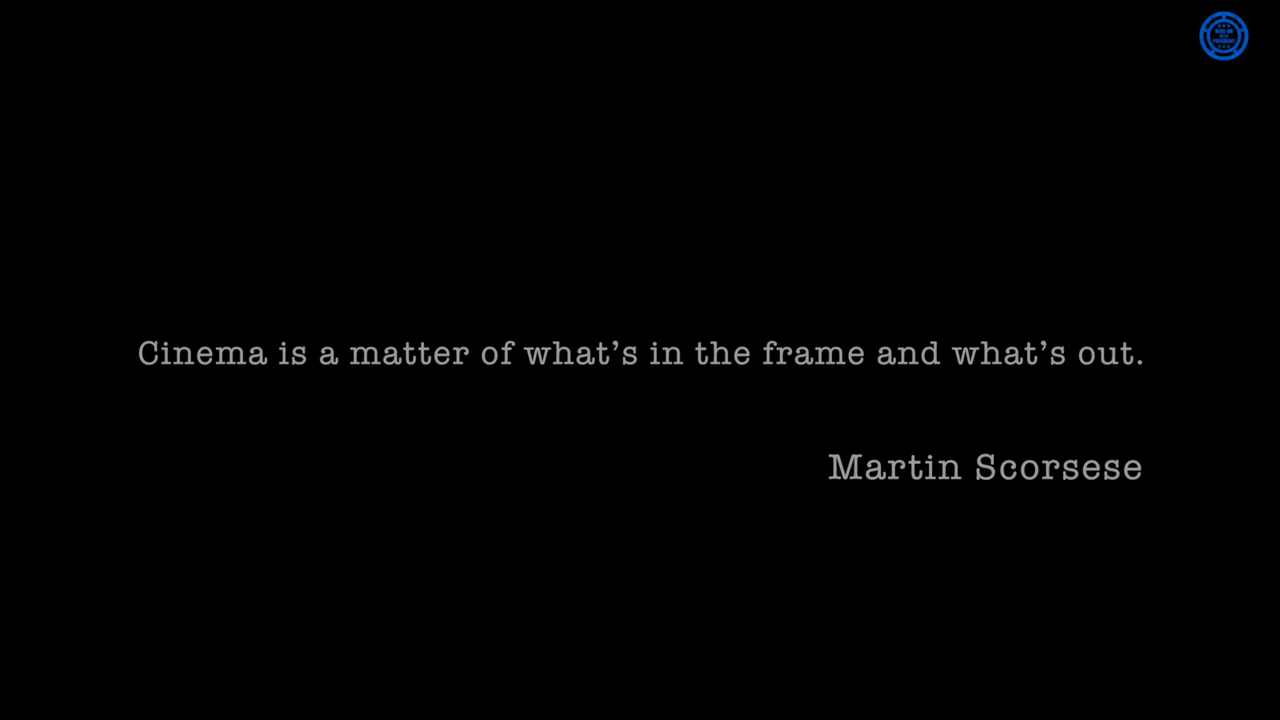 Cinema is a matter of what’s in the frame and what’s out.
Martin Scorsese